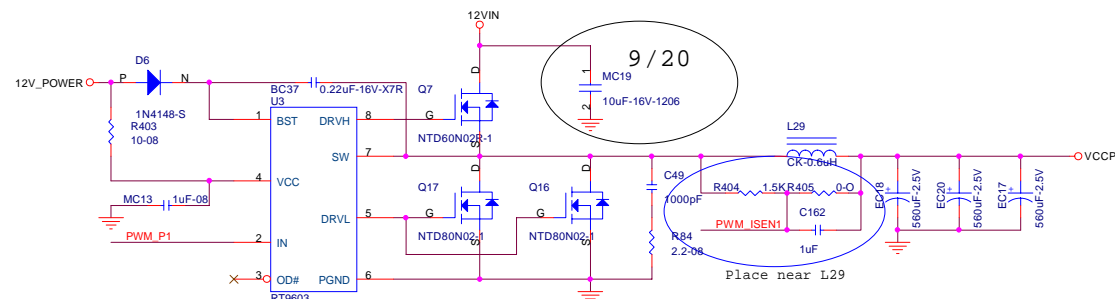 12VIN
9/20
D6
12V_POWER
P
N
1N4148-S
R403
10-08
BC37
0.22uF-16V-X7R
U3
Q7
D
G
S
NTD60N02R-1
1
MC19
10uF-16V-1206
2
1
BST
DRVH
8
SW
7
4
VCC
DRVL
5
2
IN
3
OD#
PGND
6
RT9603
MC13
1uF-08
PWM_P1
Q17
D
G
S
NTD80N02-1
Q16
D
G
S
NTD80N02-1
C49
1000pF
R84
2.2-08
L29
CK-0.6uH
VCCP
R404
1.5K
R405
0-O
C162
1uF
PWM_ISEN1
Place near L29
EC18
560uF-2.5V
EC20
560uF-2.5V
EC17
560uF-2.5V
+
+
+